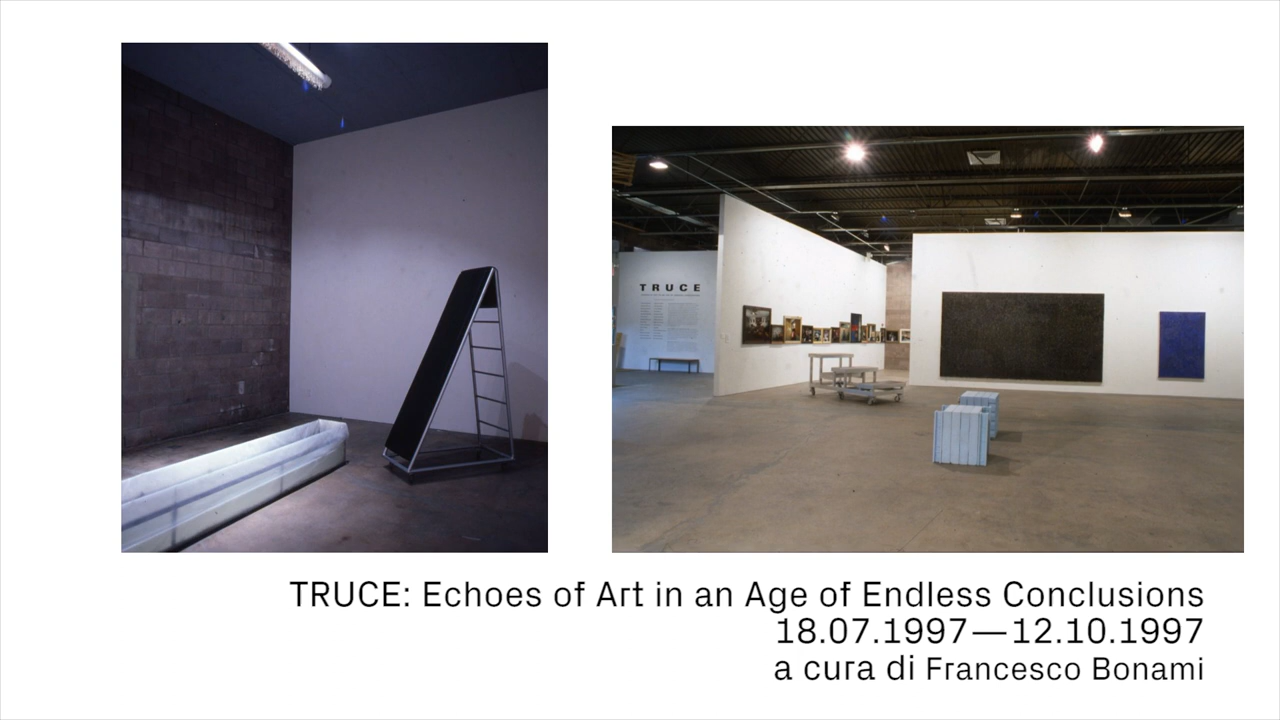 TRUCE
TRUCE: Echoes of Art in an Age of Endless Conclusions
18.07.1997—12.10.1997
a cura di Francesco Bonami